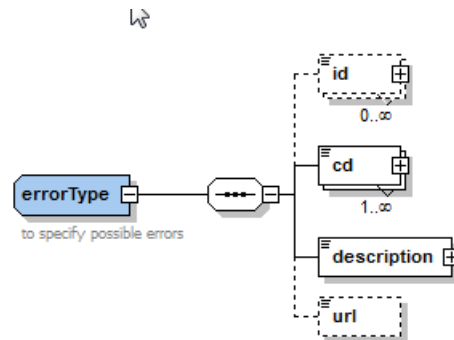 id
0..∞
cd
errorType
1..∞
to specify possible errors
description
url